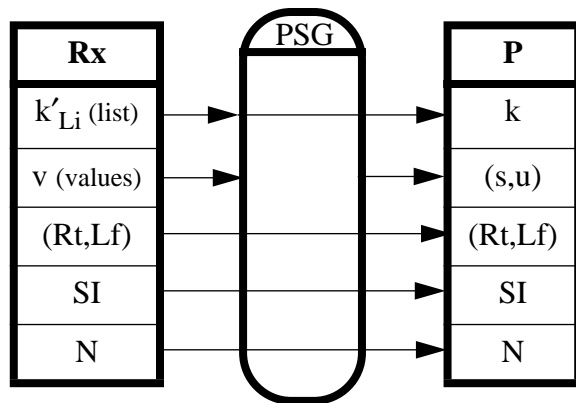 PSG
Rx
P
k′Li (list)
k
v (values)
(s,u)
(Rt,Lf)
(Rt,Lf)
SI
SI
N
N